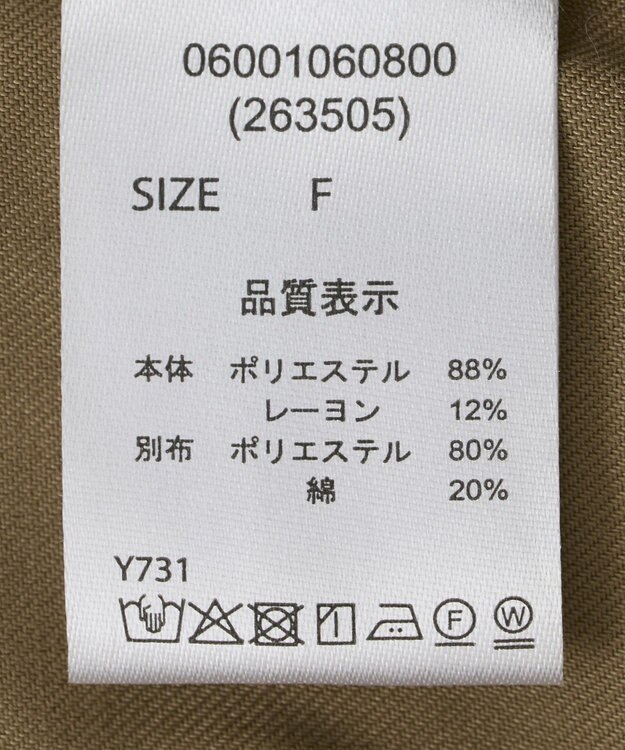 06001060800
(263505)
SIZE F
品質表示
本体 ポリエステル 88%
レーヨン 12%
別布 ポリエステル 80%
綿 20%
Y731
F W